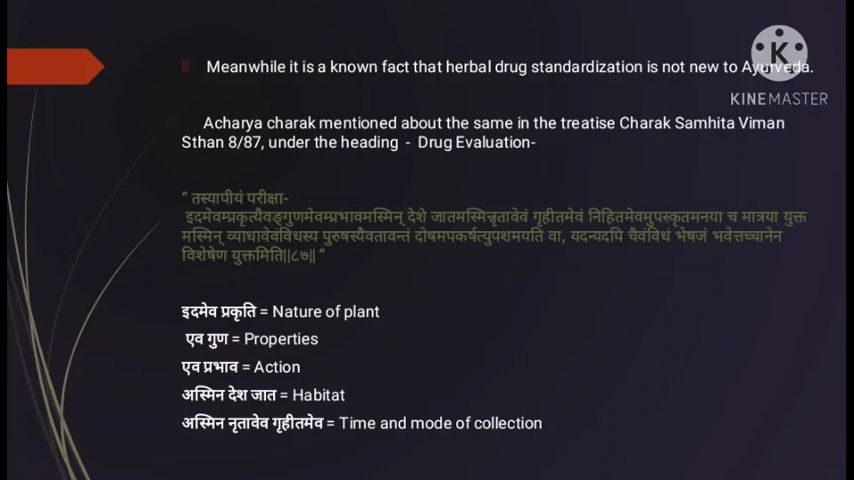 Meanwhile it is a known fact that herbal drug standardization is not new to Ayurveda.
KINEMASTER
Acharya charak mentioned about the same in the treatise Charak Samhita Viman
Sthan 8/87, under the heading - Drug Evaluation-
“ तस्यापीयं परीक्षा-
इदमेवम्प्रकृत्यैवङ्गुणमेवम्प्रभावमस्मिन् देशे जातमस्मिन्नृतावेवं गृहीतमेवं निहितमेवमुपस्कृतमनया च मात्रया युक्त
मस्मिन् व्याधावेवंविधस्य पुरुषस्यैवतावन्तं दोषमपकर्षत्युपशमयति वा, यदन्यदपि चैवंविधं भेषजं भवेत्तच्चानेन
विशेषेण युक्तमिति||८७|| ”
इदमेव प्रकृति = Nature of plant
एव गुण = Properties
एव प्रभाव = Action
अस्मिन देश जात = Habitat
अस्मिन नृतावेव गृहीतमेव = Time and mode of collection